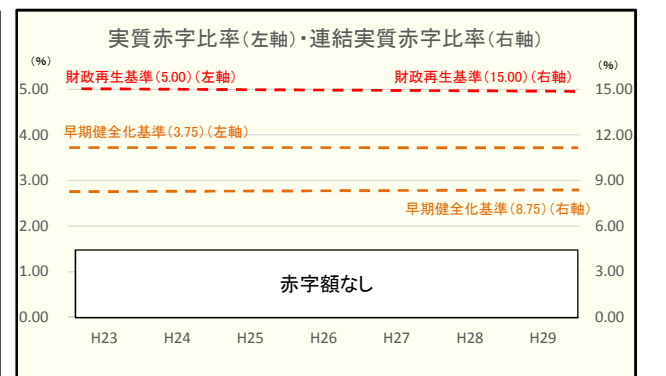 実質赤字比率(左軸)・連結実質赤字比率(右軸)
(%) (%)
財政再生基準(5.00)(左軸) 財政再生基準(15.00)(右軸)
5.00 15.00
早期健全化基準(3.75)(左軸)
4.00 12.00
3.00 9.00
早期健全化基準(8.75)(右軸)
2.00 6.00
赤字額なし
1.00 3.00
0.00 0.00
H23 H24 H25 H26 H27 H28 H29